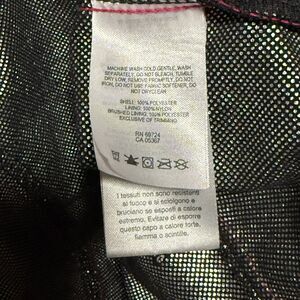 MACHINE WASH COLD, GENTLE, WASH
SEPARATELY, DO NOT BLEACH, TUMBLE
DRY LOW, REMOVE PROMPTLY, DO NOT
IRON, DO NOT USE FABRIC SOFTENER, DO
NOT DRYCLEAN
SHELL: 100% POLYESTER
LINING: 100% NYLON
BRUSHED LINING: 100% POLYESTER
EXCLUSIVE OF TRIMMING
RN 69724
CA 05367
I tessuti non sono resistenti
al fuoco e si sciolgono e
bruciano se esposti a calore
estremo. Evitare di esporre
questo capo a calore forte,
fiamma o scintille.